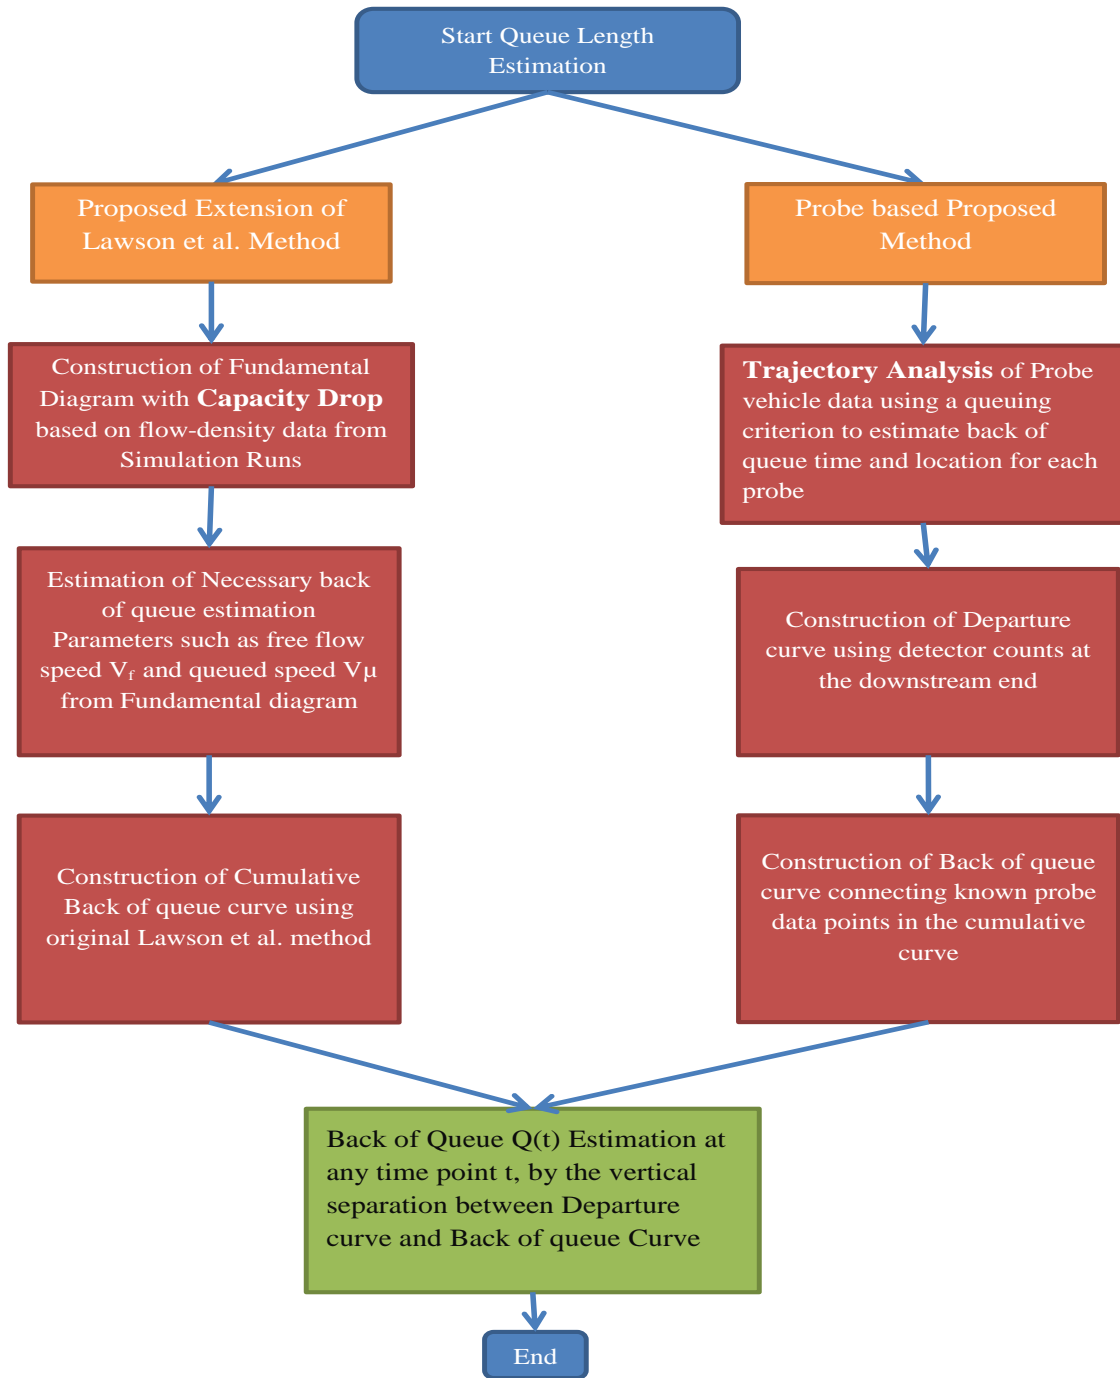 Start Queue Length
Estimation
Proposed Extension of
Lawson et al. Method
Probe based Proposed
Method
Construction of Fundamental
Diagram with Capacity Drop
based on flow-density data from
Simulation Runs
Trajectory Analysis of Probe
vehicle data using a queuing
criterion to estimate back of
queue time and location for each
probe
Estimation of Necessary back
of queue estimation
Parameters such as free flow
speed Vf and queued speed Vμ
from Fundamental diagram
Construction of Departure
curve using detector counts at
the downstream end
Construction of Cumulative
Back of queue curve using
original Lawson et al. method
Construction of Back of queue
curve connecting known probe
data points in the cumulative
curve
Back of Queue Q(t) Estimation at
any time point t, by the vertical
separation between Departure
curve and Back of queue Curve
End